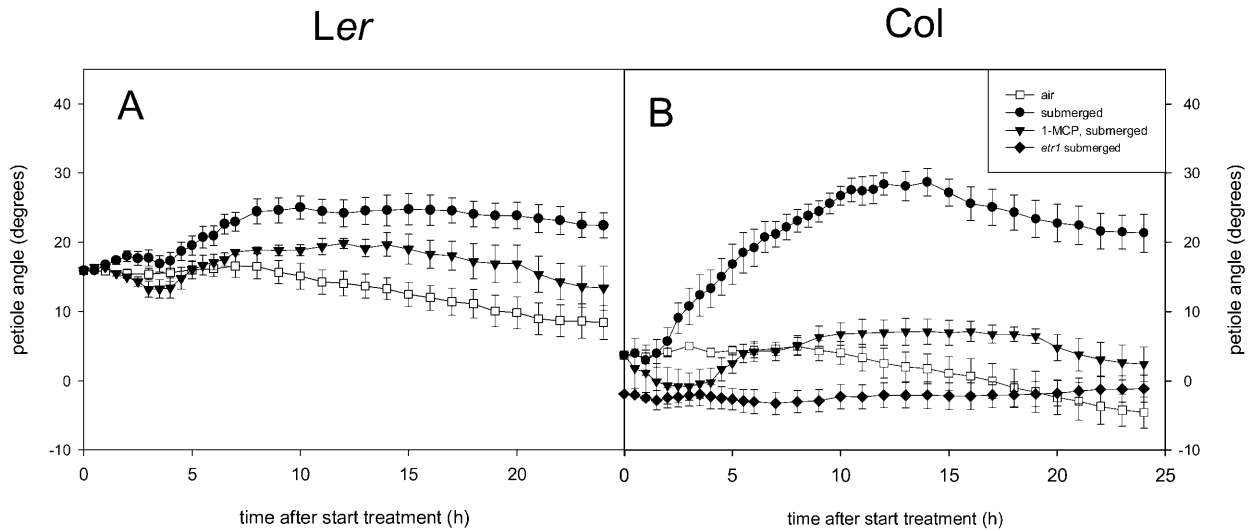 Ler
Col
A
B
air
submerged
1-MCP, submerged
etr1 submerged
petiole angle (degrees)
40
30
20
10
0
-10
0
5
10
15
20
0
5
10
15
20
25
40
30
20
10
0
-10
petiole angle (degrees)
time after start treatment (h)
time after start treatment (h)